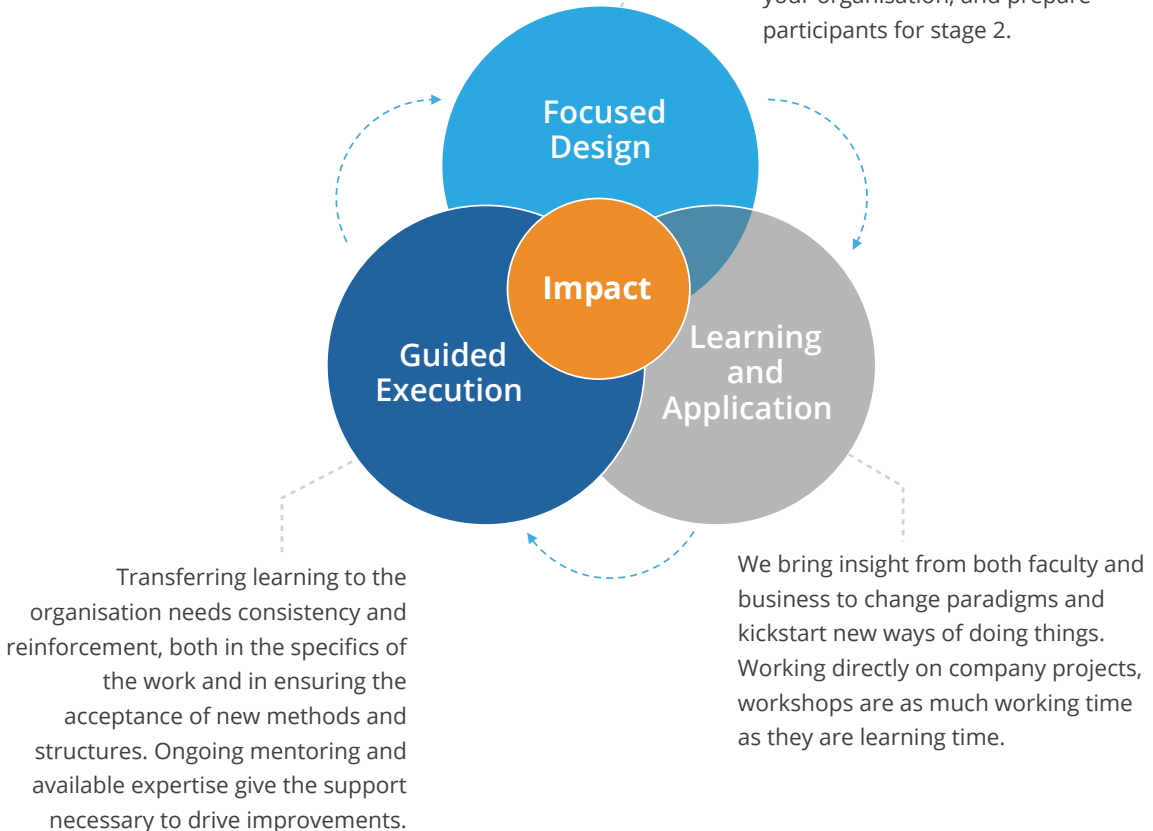 your organisation, and prepare
participants for stage 2.
Focused
Design
Impact
Guided
Execution
Learning
and
Application
Transferring learning to the
organisation needs consistency and
reinforcement, both in the specifics of
the work and in ensuring the
acceptance of new methods and
structures. Ongoing mentoring and
available expertise give the support
necessary to drive improvements.
We bring insight from both faculty and
business to change paradigms and
kickstart new ways of doing things.
Working directly on company projects,
workshops are as much working time
as they are learning time.